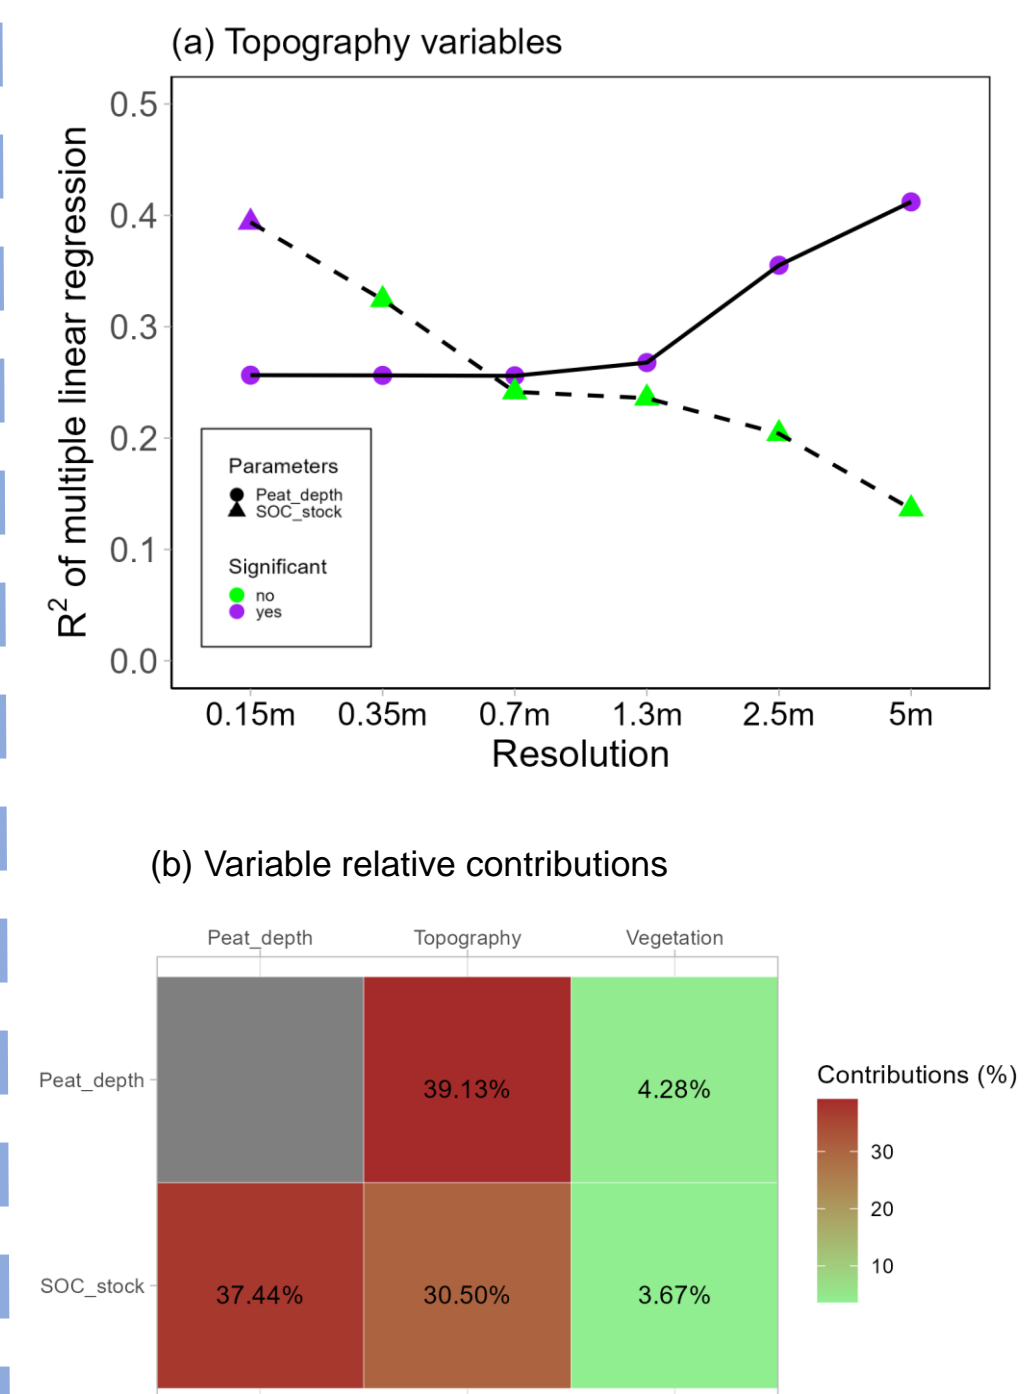 (a) Topography variables
R² of multiple linear regression
0.5
0.4
0.3
0.2
0.1
0.0
Parameters
Peat_depth
SOC_stock
Significant
no
yes
0.15m 0.35m 0.7m 1.3m 2.5m 5m
Resolution
(b) Variable relative contributions
Peat_depth Topography Vegetation
Peat_depth 39.13% 4.28%
SOC_stock 37.44% 30.50% 3.67%
Contributions (%)
30
20
10